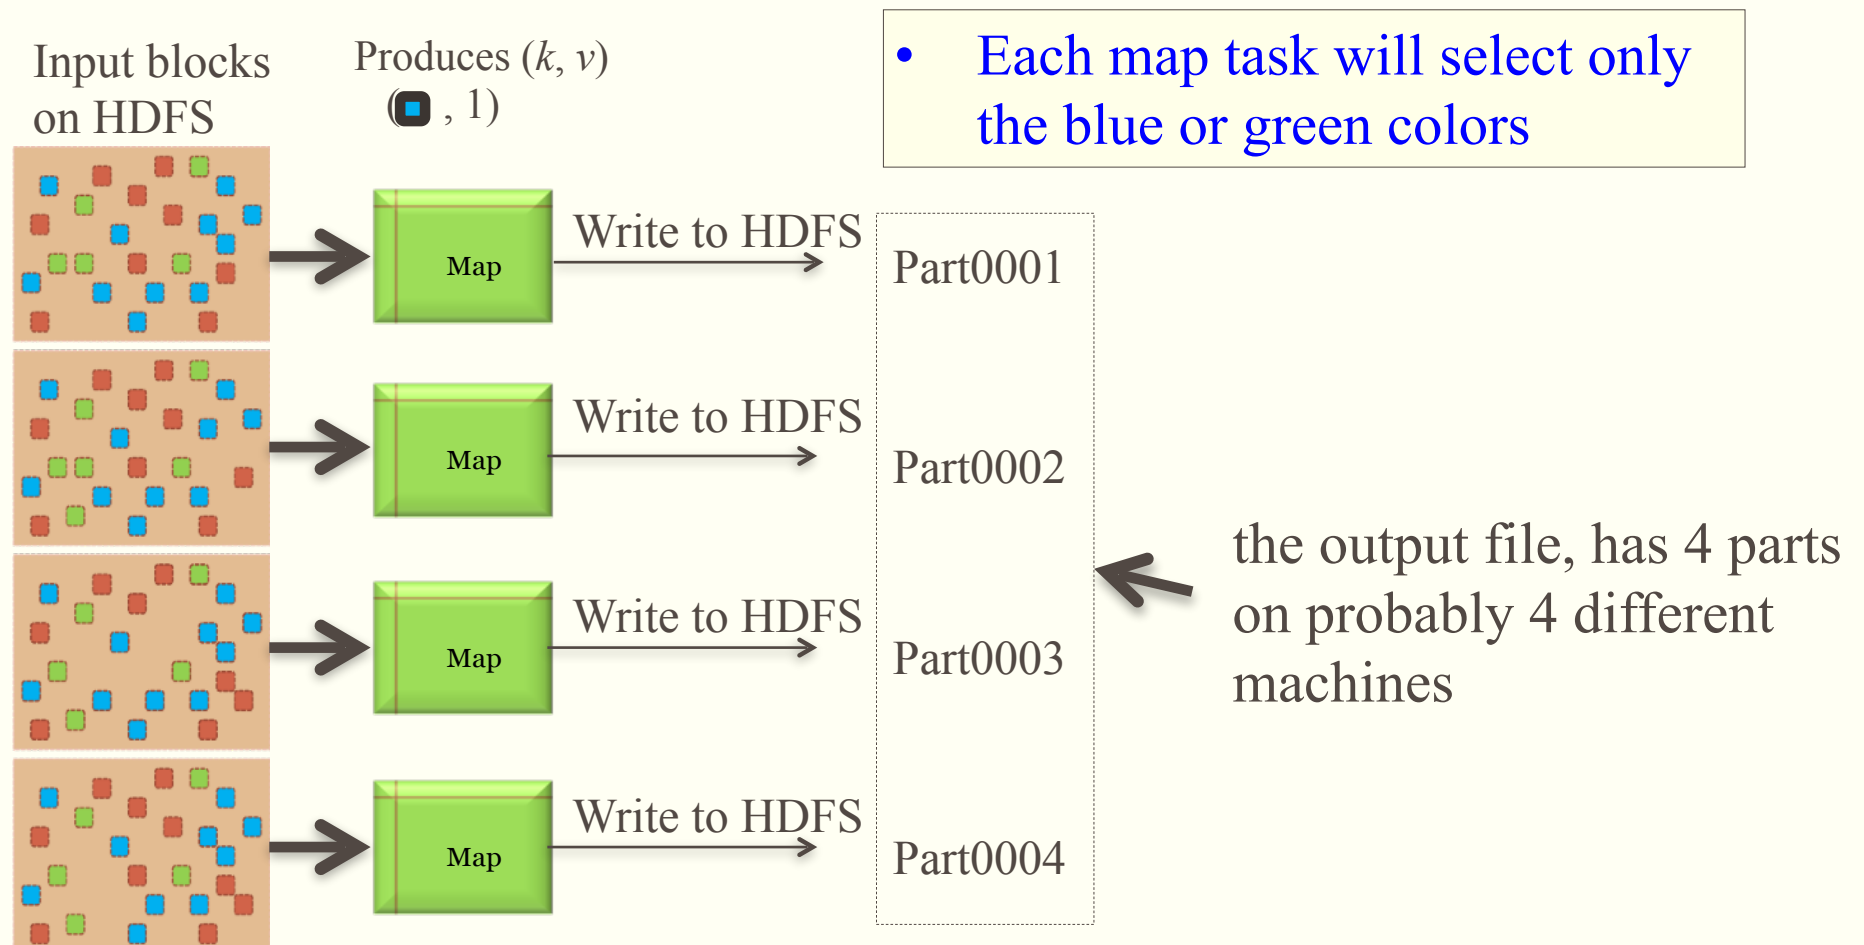 Input blocks
on HDFS
Produces (k, v)
( , 1)
• Each map task will select only
the blue or green colors
Map
Write to HDFS
Part0001
Map
Write to HDFS
Part0002
Map
Write to HDFS
Part0003
Map
Write to HDFS
Part0004
the output file, has 4 parts
on probably 4 different
machines